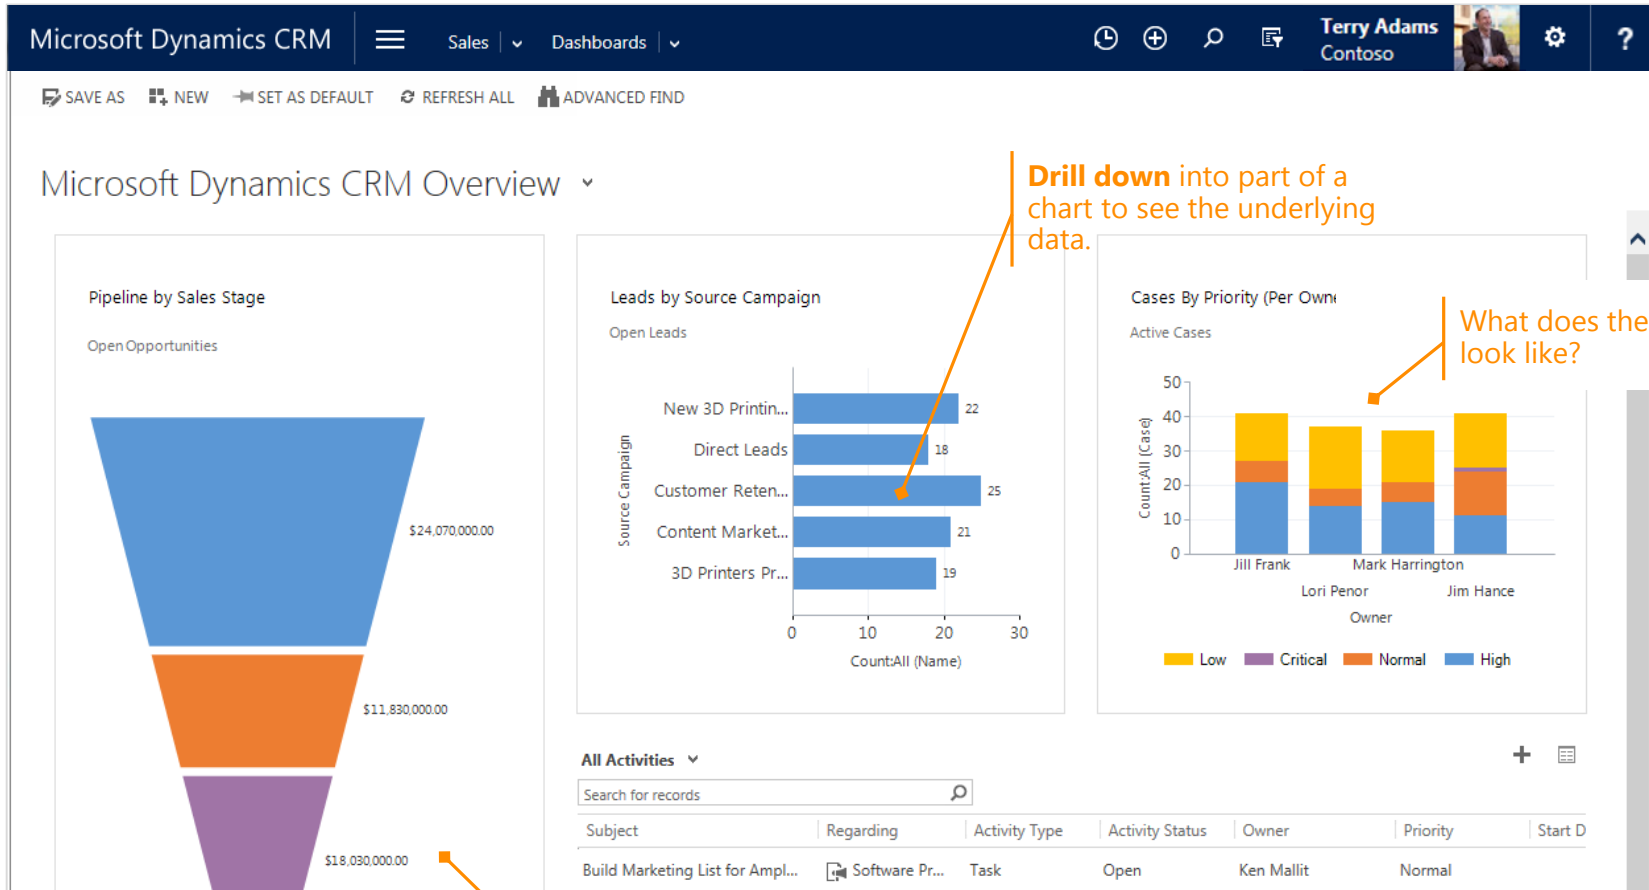 Microsoft Dynamics CRM
Sales
Dashboards
Terry Adams
Contoso
?
SAVE AS
NEW
SET AS DEFAULT
REFRESH ALL
ADVANCED FIND
Microsoft Dynamics CRM Overview
Drill down into part of a
chart to see the underlying
data.
Pipeline by Sales Stage
Open Opportunities
$24,070,000.00
$11,830,000.00
$18,030,000.00
Leads by Source Campaign
Open Leads
Source Campaign
New 3D Printin...
22
Direct Leads
18
Customer Reten...
25
Content Market...
21
3D Printers Pr...
19
0 10 20 30
Count:All (Name)
Cases By Priority (Per Owne
Active Cases
What does the
look like?
Count:All (Case)
50
40
30
20
10
0
Jill Frank
Mark Harrington
Lori Penor
Jim Hance
Owner
Low
Critical
Normal
High
All Activities
Search for records
Subject Regarding Activity Type Activity Status Owner Priority Start D
Build Marketing List for Ampl... Software Pr... Task Open Ken Mallit Normal